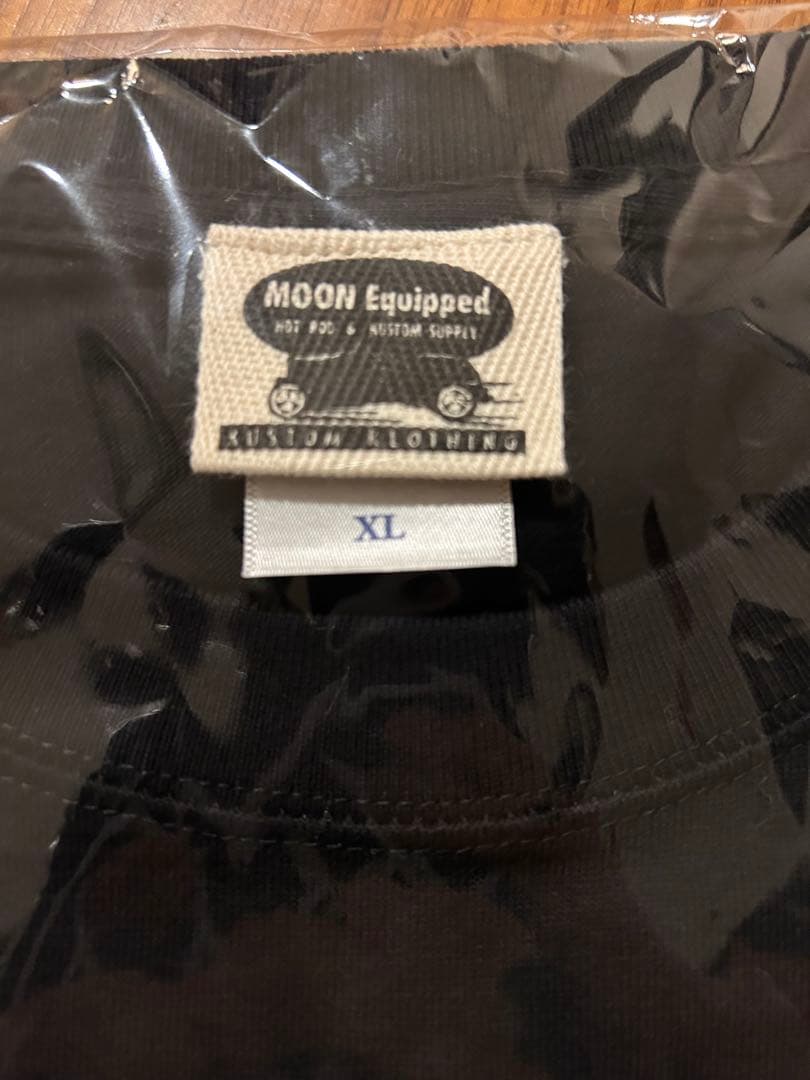 MOON Equipped
HOT ROD & KUSTOM SUPPLY
KUSTOM KLOTHING
XL